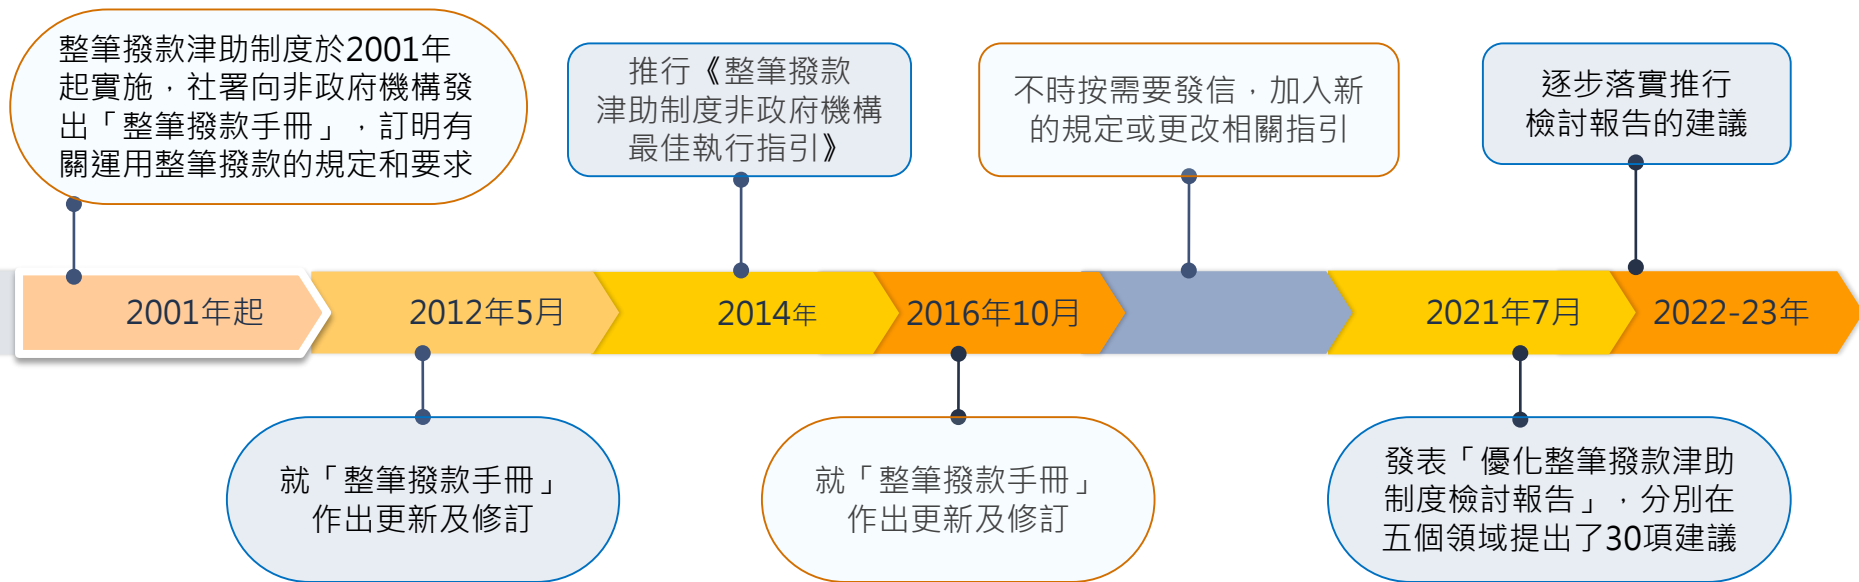 整筆撥款津助制度於2001年
起實施，社署向非政府機構發
出「整筆撥款手冊」，訂明有
關運用整筆撥款的規定和要求
推行《整筆撥款
津助制度非政府機構
最佳執行指引》
不時按需要發信，加入新
的規定或更改相關指引
逐步落實推行
檢討報告的建議
2001年起
2012年5月
2014年
2016年10月
2021年7月
2022-23年
就「整筆撥款手冊」
作出更新及修訂
就「整筆撥款手冊」
作出更新及修訂
發表「優化整筆撥款津助
制度檢討報告」，分別在
五個領域提出了30項建議